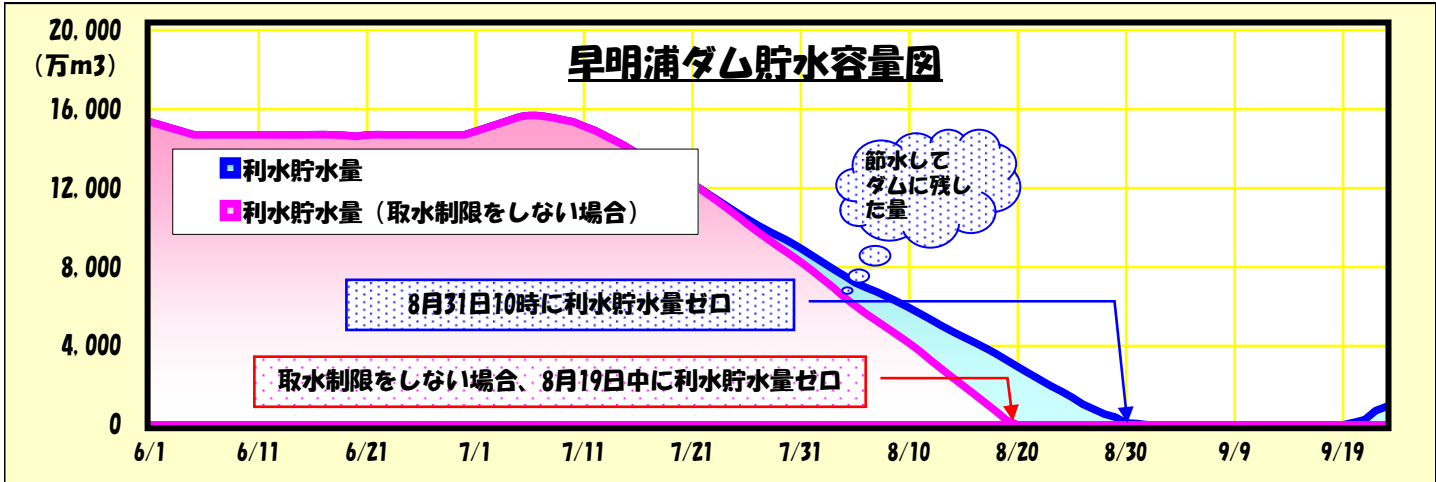 早明浦ダム貯水容量図
20,000
(万m3)
16,000
12,000
8,000
4,000
0
利水貯水量
利水貯水量（取水制限をしない場合）
節水して
ダムに残し
た量
8月31日10時に利水貯水量ゼロ
取水制限をしない場合、8月19日中に利水貯水量ゼロ
6/1 6/11 6/21 7/1 7/11 7/21 7/31 8/10 8/20 8/30 9/9 9/19